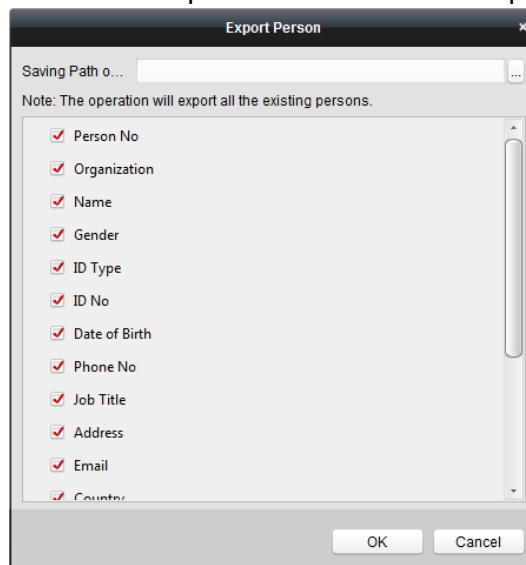 Export Person
Saving Path o...
...
Note: The operation will export all the existing persons.
Person No
Organization
Name
Gender
ID Type
ID No
Date of Birth
Phone No
Job Title
Address
Email
Country
OK Cancel